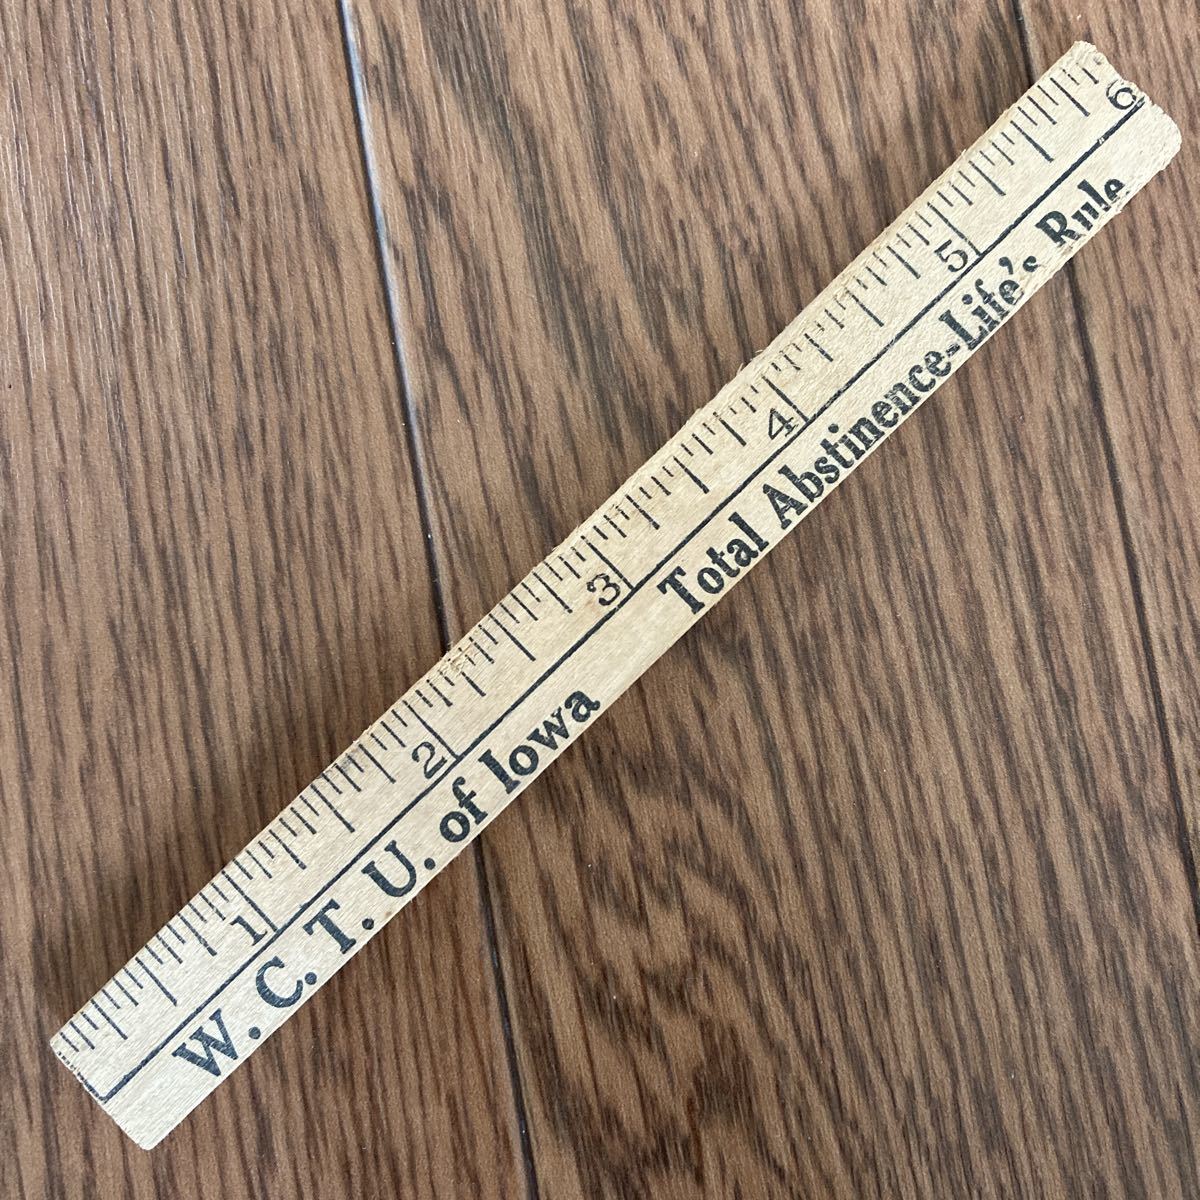 1 2 3 4 5 6
W. C. T. U. of Iowa Total Abstinence-Life's Rule